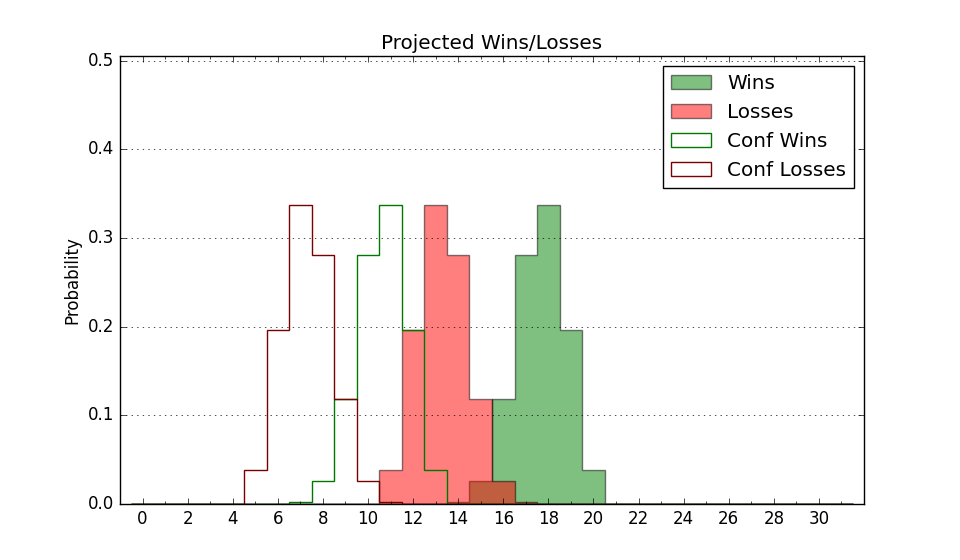 Projected Wins/Losses
0.5
0.4
0.3
0.2
0.1
0.0
Probability
Wins
Losses
Conf Wins
Conf Losses
0 2 4 6 8 10 12 14 16 18 20 22 24 26 28 30